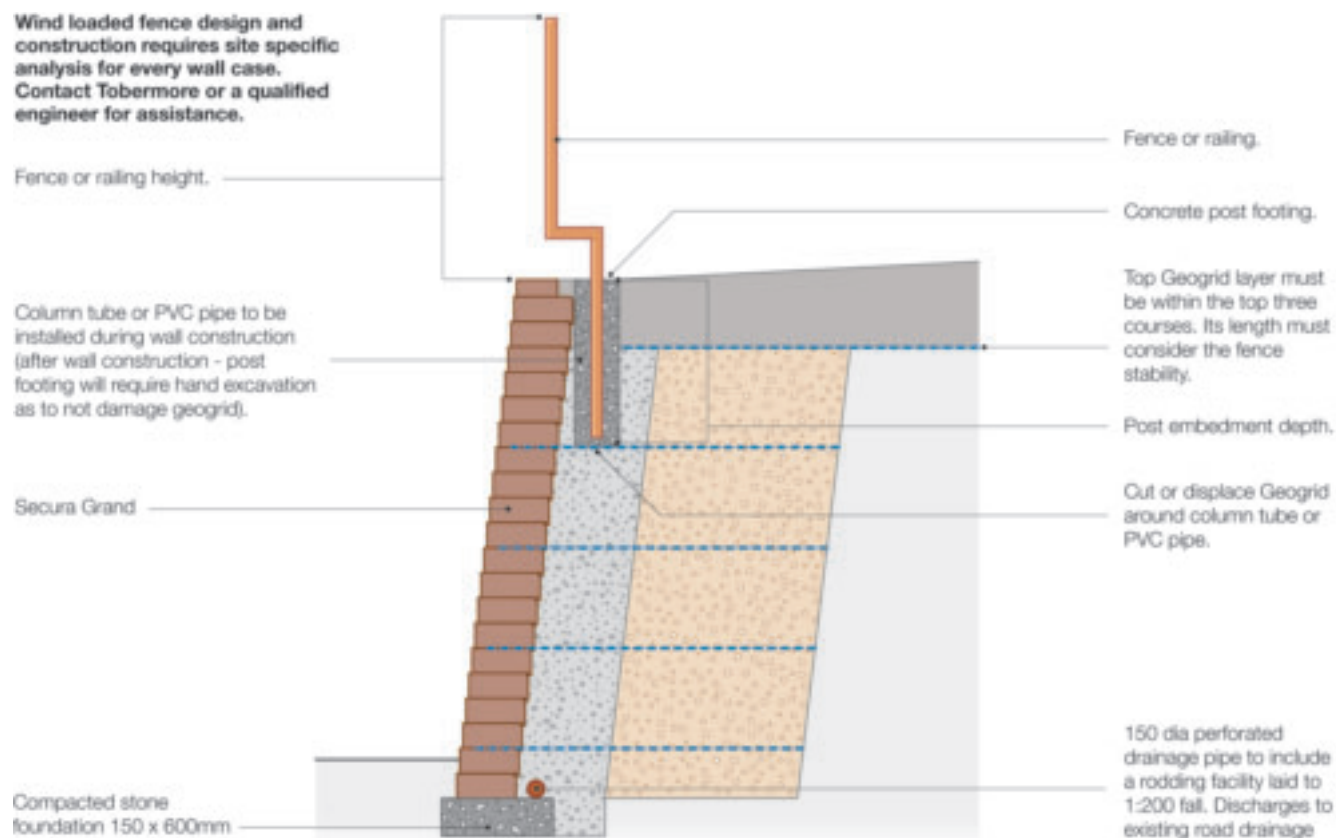 Wind loaded fence design and
construction requires site specific
analysis for every wall case.
Contact Tobermore or a qualified
engineer for assistance.
Fence or railing height.
Column tube or PVC pipe to be
installed during wall construction
(after wall construction - post
footing will require hand excavation
as to not damage geogrid).
Secura Grand
Compacted stone
foundation 150 x 600mm
Fence or railing.
Concrete post footing.
Top Geogrid layer must
be within the top three
courses. Its length must
consider the fence
stability.
Post embedment depth.
Cut or displace Geogrid
around column tube or
PVC pipe.
150 dia perforated
drainage pipe to include
a rodding facility laid to
1:200 fall. Discharges to
existing road drainage